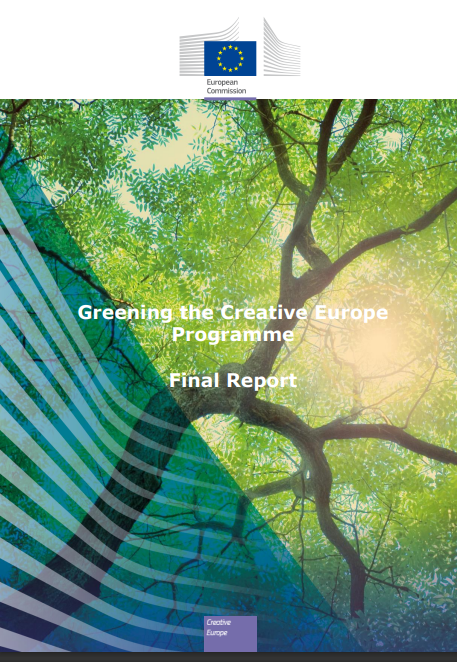 European
Commission
Greening the Creative Europe
Programme
Final Report
Creative
Europe